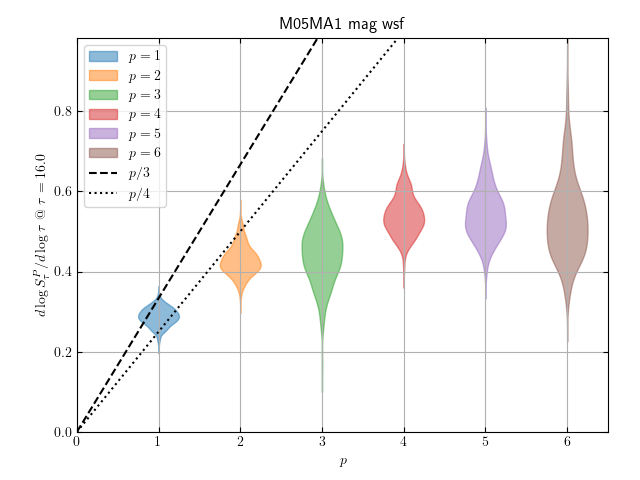 M05MA1 mag wsf
p = 1
p = 2
p = 3
p = 4
p = 5
p = 6
p/3
p/4
d log S_τ^P / d log τ @ τ = 16.0
0.8
0.6
0.4
0.2
0.0
0 1 2 3 4 5 6
p